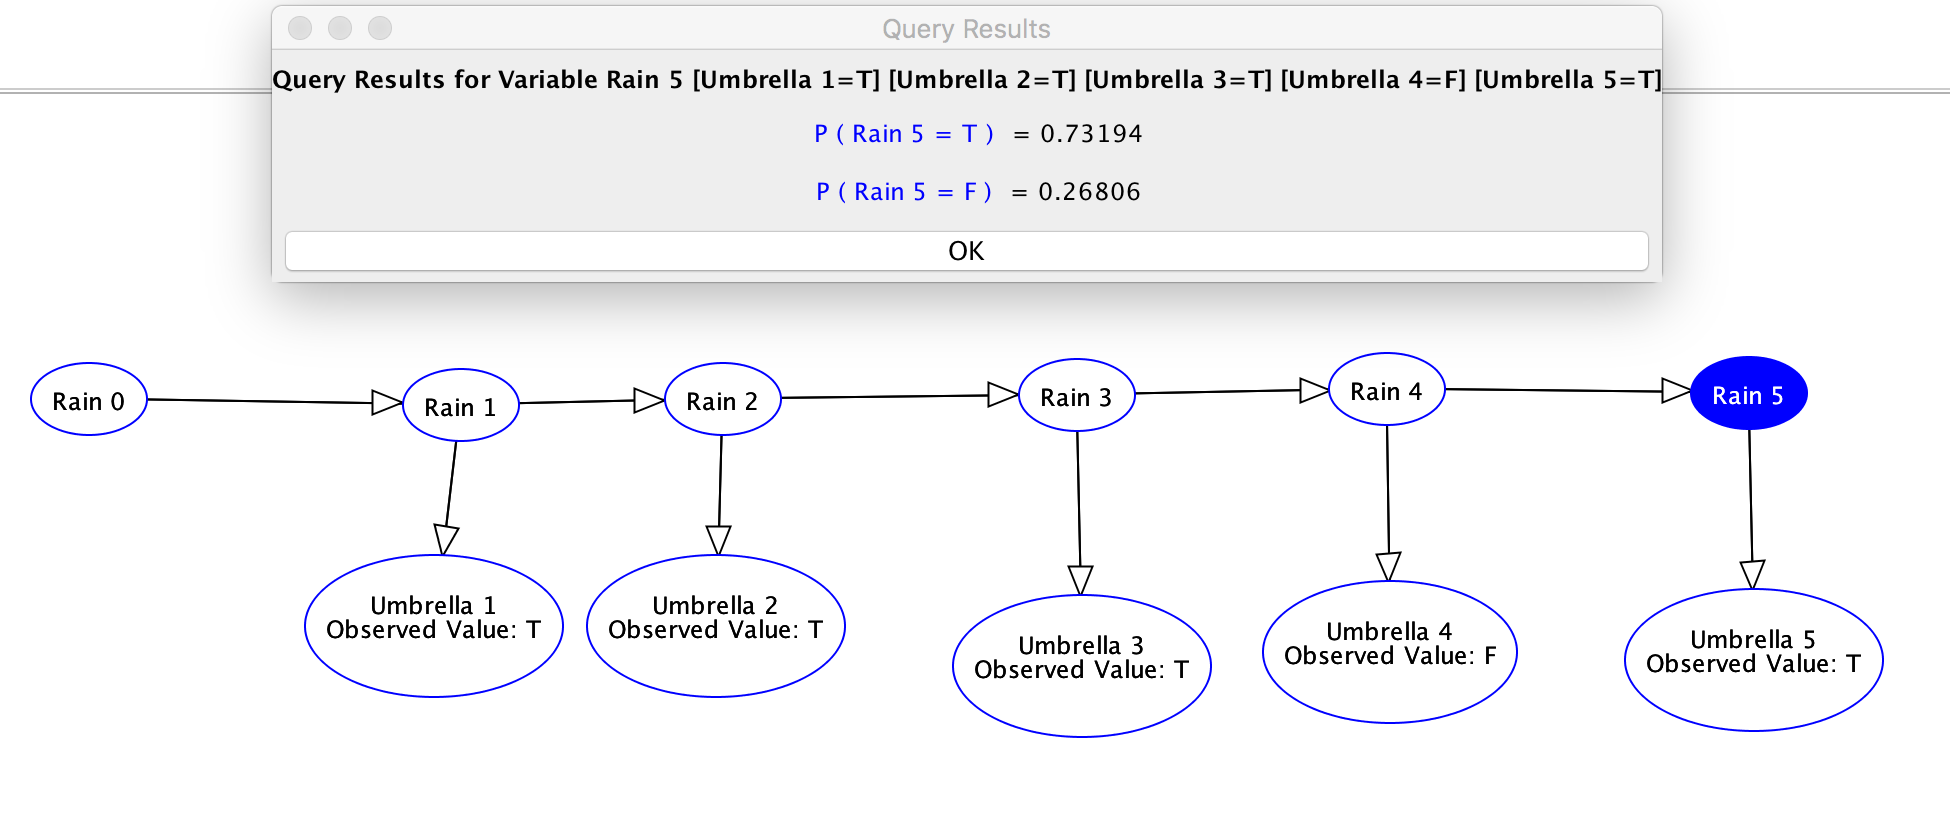 Query Results
Query Results for Variable Rain 5 [Umbrella 1=T] [Umbrella 2=T] [Umbrella 3=T] [Umbrella 4=F] [Umbrella 5=T]
P ( Rain 5 = T ) = 0.73194
P ( Rain 5 = F ) = 0.26806
OK
Rain 0
Rain 1
Rain 2
Rain 3
Rain 4
Rain 5
Umbrella 1
Observed Value: T
Umbrella 2
Observed Value: T
Umbrella 3
Observed Value: T
Umbrella 4
Observed Value: F
Umbrella 5
Observed Value: T